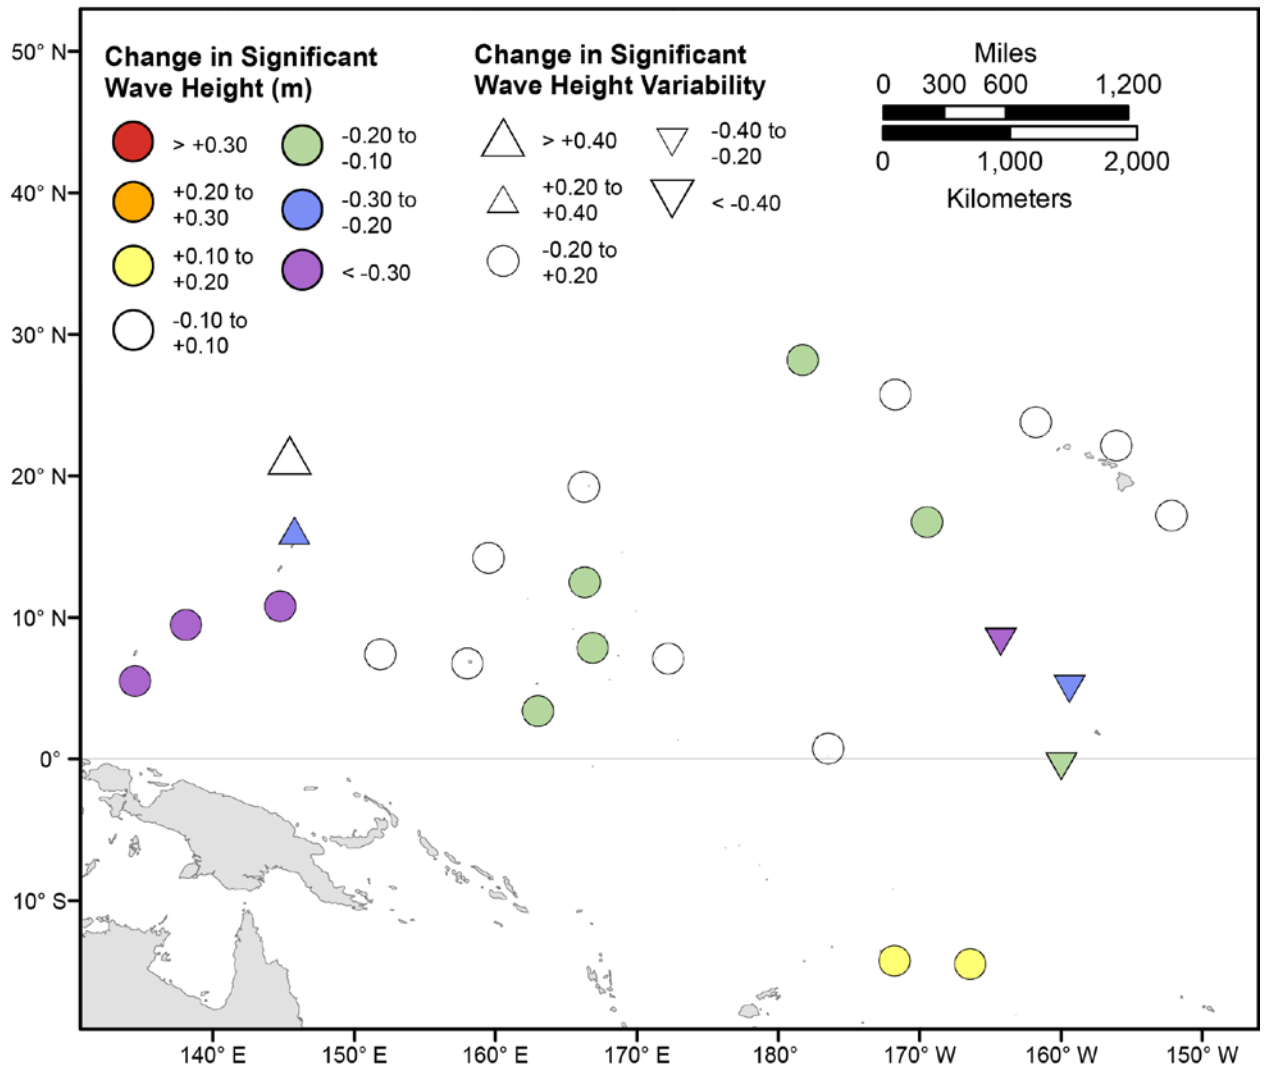 Change in Significant
Wave Height (m)
> +0.30
+0.20 to
+0.30
+0.10 to
+0.20
-0.10 to
+0.10
-0.20 to
-0.10
-0.30 to
-0.20
< -0.30
Change in Significant
Wave Height Variability
> +0.40
+0.20 to
+0.40
-0.20 to
+0.20
-0.40 to
-0.20
< -0.40
Miles
0 300 600 1,200
0 1,000 2,000
Kilometers
50° N
40° N
30° N
20° N
10° N
0°
10° S
140° E 150° E 160° E 170° E 180° 170° W 160° W 150° W